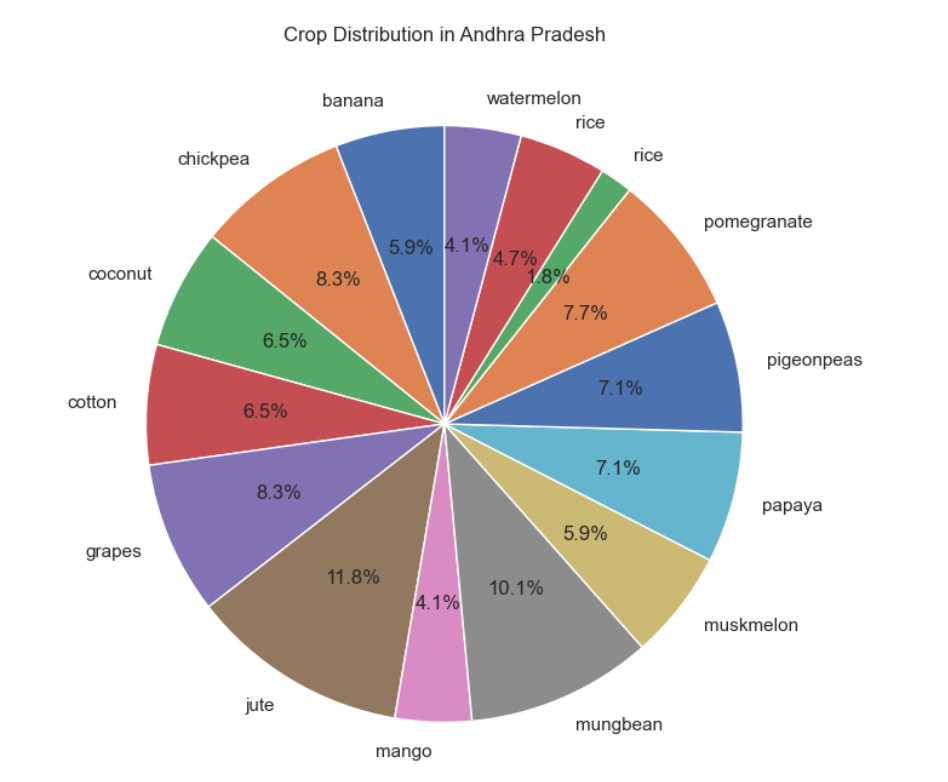 Crop Distribution in Andhra Pradesh
watermelon
banana
rice
rice
chickpea
pomegranate
coconut
pigeonpeas
cotton
papaya
grapes
muskmelon
jute
mungbean
mango
5.9%
8.3%
6.5%
6.5%
8.3%
11.8%
4.1%
10.1%
5.9%
7.1%
7.1%
7.7%
1.8%
4.7%
4.1%